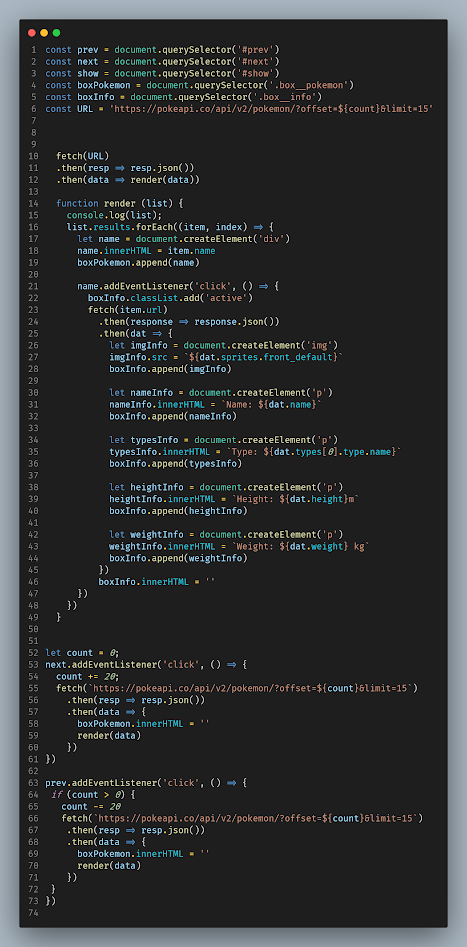 1 const prev = document.querySelector('#prev')
2 const next = document.querySelector('#next')
3 const show = document.querySelector('#show')
4 const boxPokemon = document.querySelector('.box__pokemon')
5 const boxInfo = document.querySelector('.box__info')
6 const URL = 'https://pokeapi.co/api/v2/pokemon/?offset=${count}&limit=15'
7
8
9
10 fetch(URL)
11 .then(resp => resp.json())
12 .then(data => render(data))
13
14 function render (list) {
15 console.log(list);
16 list.results.forEach((item, index) => {
17 let name = document.createElement('div')
18 name.innerHTML = item.name
19 boxPokemon.append(name)
20
21 name.addEventListener('click', () => {
22 boxInfo.classList.add('active')
23 fetch(item.url)
24 .then(response => response.json())
25 .then(dat => {
26 let imgInfo = document.createElement('img')
27 imgInfo.src = `${dat.sprites.front_default}`
28 boxInfo.append(imgInfo)
29
30 let nameInfo = document.createElement('p')
31 nameInfo.innerHTML = `Name: ${dat.name}`
32 boxInfo.append(nameInfo)
33
34 let typesInfo = document.createElement('p')
35 typesInfo.innerHTML = `Type: ${dat.types[0].type.name}`
36 boxInfo.append(typesInfo)
37
38 let heightInfo = document.createElement('p')
39 heightInfo.innerHTML = `Height: ${dat.height}m`
40 boxInfo.append(heightInfo)
41
42 let weightInfo = document.createElement('p')
43 weightInfo.innerHTML = `Weight: ${dat.weight} kg`
44 boxInfo.append(weightInfo)
45 })
46 boxInfo.innerHTML = ''
47 })
48 })
49 }
50
51
52 let count = 0;
53 next.addEventListener('click', () => {
54 count += 20;
55 fetch(`https://pokeapi.co/api/v2/pokemon/?offset=${count}&limit=15`)
56 .then(resp => resp.json())
57 .then(data => {
58 boxPokemon.innerHTML = ''
59 render(data)
60 })
61 })
62
63 prev.addEventListener('click', () => {
64 if (count > 0) {
65 count -= 20
66 fetch(`https://pokeapi.co/api/v2/pokemon/?offset=${count}&limit=15`)
67 .then(resp => resp.json())
68 .then(data => {
69 boxPokemon.innerHTML = ''
70 render(data)
71 })
72 }
73 })
74